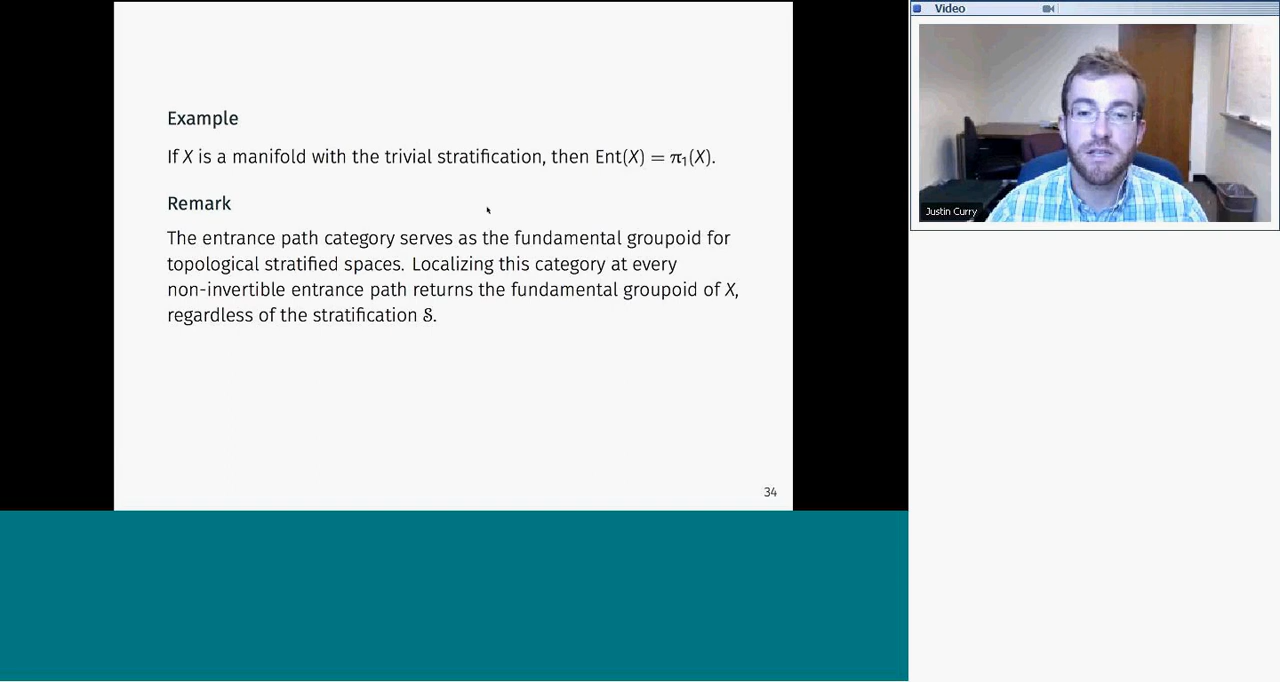 Example
If X is a manifold with the trivial stratification, then Ent(X) = π₁(X).
Remark
The entrance path category serves as the fundamental groupoid for
topological stratified spaces. Localizing this category at every
non-invertible entrance path returns the fundamental groupoid of X,
regardless of the stratification 𝒮.
34
Video
Justin Curry